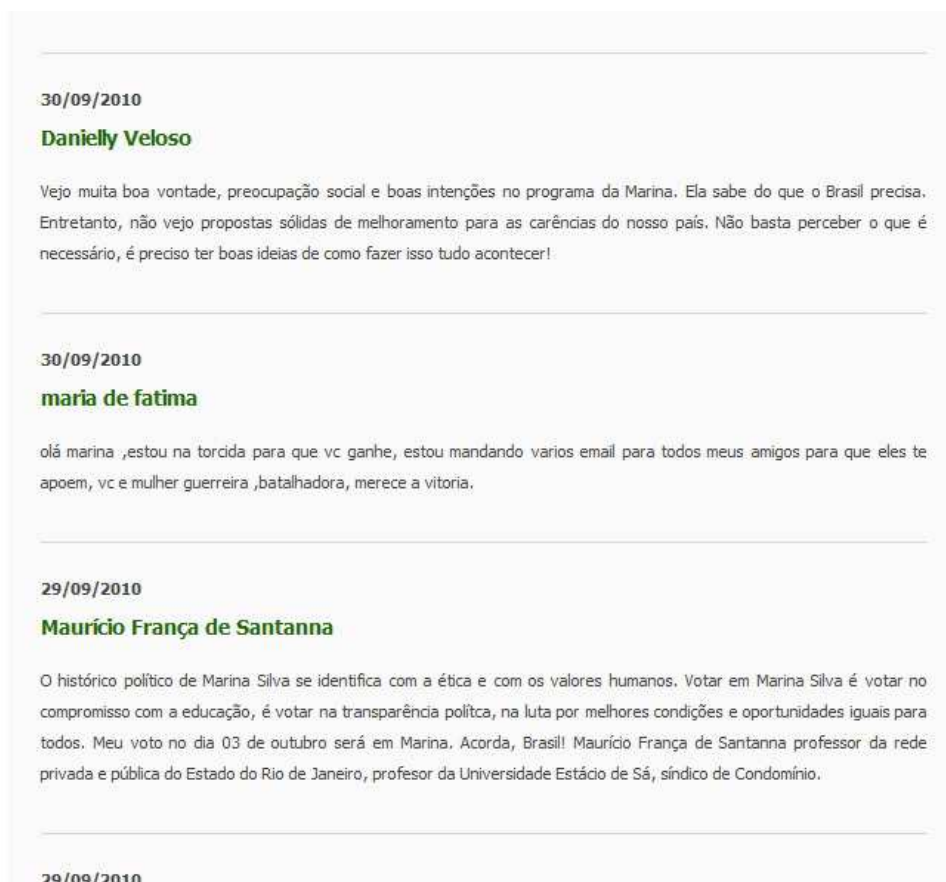 30/09/2010
Danielly Veloso
Vejo muita boa vontade, preocupação social e boas intenções no programa da Marina. Ela sabe do que o Brasil precisa.
Entretanto, não vejo propostas sólidas de melhoramento para as carências do nosso país. Não basta perceber o que é
necessário, é preciso ter boas ideias de como fazer isso tudo acontecer!
30/09/2010
maria de fatima
olá marina ,estou na torcida para que vc ganhe, estou mandando varios email para todos meus amigos para que eles te
apoem, vc e mulher guerreira ,batalhadora, merece a vitoria.
29/09/2010
Maurício França de Santanna
O histórico político de Marina Silva se identifica com a ética e com os valores humanos. Votar em Marina Silva é votar no
compromisso com a educação, é votar na transparência polítca, na luta por melhores condições e oportunidades iguais para
todos. Meu voto no dia 03 de outubro será em Marina. Acorda, Brasil! Maurício França de Santanna professor da rede
privada e pública do Estado do Rio de Janeiro, profesor da Universidade Estácio de Sá, síndico de Condomínio.
29/09/2010